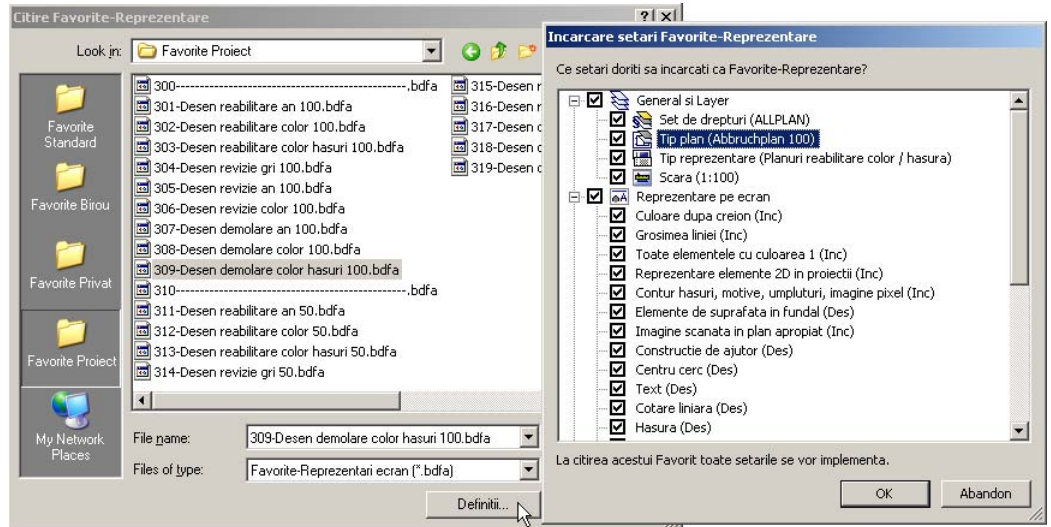 Citire Favorite-Reprezentare
Look in:
Favorite Proiect
Favorite Standard
Favorite Birou
Favorite Privat
Favorite Proiect
My Network Places
300-----------------------------------------------.bdfa
301-Desen reabilitare an 100.bdfa
302-Desen reabilitare color 100.bdfa
303-Desen reabilitare color hasuri 100.bdfa
304-Desen revizie gri 100.bdfa
305-Desen revizie an 100.bdfa
306-Desen revizie color 100.bdfa
307-Desen demolare an 100.bdfa
308-Desen demolare color 100.bdfa
309-Desen demolare color hasuri 100.bdfa
310-----------------------------------------------.bdfa
311-Desen reabilitare an 50.bdfa
312-Desen reabilitare color 50.bdfa
313-Desen reabilitare color hasuri 50.bdfa
314-Desen revizie gri 50.bdfa
315-Desen r
316-Desen r
317-Desen d
318-Desen d
319-Desen d
File name:
309-Desen demolare color hasuri 100.bdfa
Files of type:
Favorite-Reprezentari ecran (*.bdfa)
Definitii...
Incarcare setari Favorite-Reprezentare
Ce setari doriti sa incarcati ca Favorite-Reprezentare?
General si Layer
Set de drepturi (ALLPLAN)
Tip plan (Abbruchplan 100)
Tip reprezentare (Planuri reabilitare color / hasura)
Scara (1:100)
Reprezentare pe ecran
Culoare dupa creion (Inc)
Grosimea liniei (Inc)
Toate elementele cu culoarea 1 (Inc)
Reprezentare elemente 2D in proiectii (Inc)
Contur hasuri, motive, umpluturi, imagine pixel (Inc)
Elemente de suprafata in fundal (Des)
Imagine scanata in plan apropiat (Inc)
Constructie de ajutor (Des)
Centru cerc (Des)
Text (Des)
Cotare liniara (Des)
Hasura (Des)
La citirea acestui Favorit toate setarile se vor implementa.
OK
Abandon